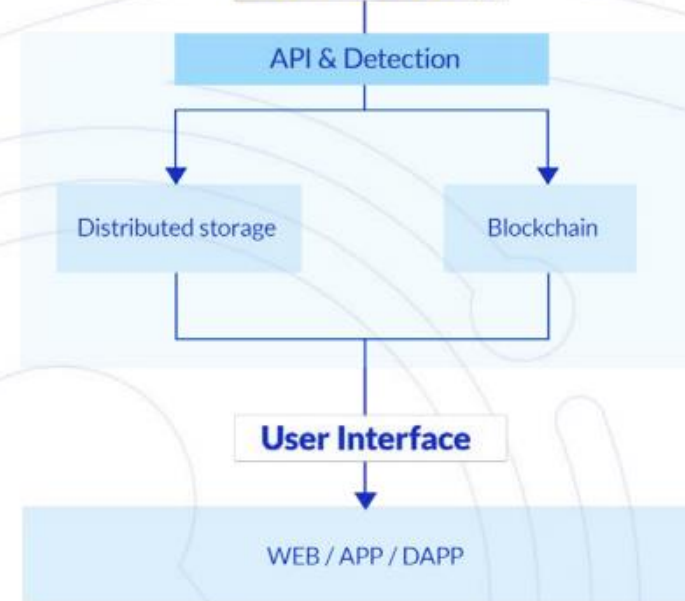 API & Detection
Distributed storage
Blockchain
User Interface
WEB / APP / DAPP